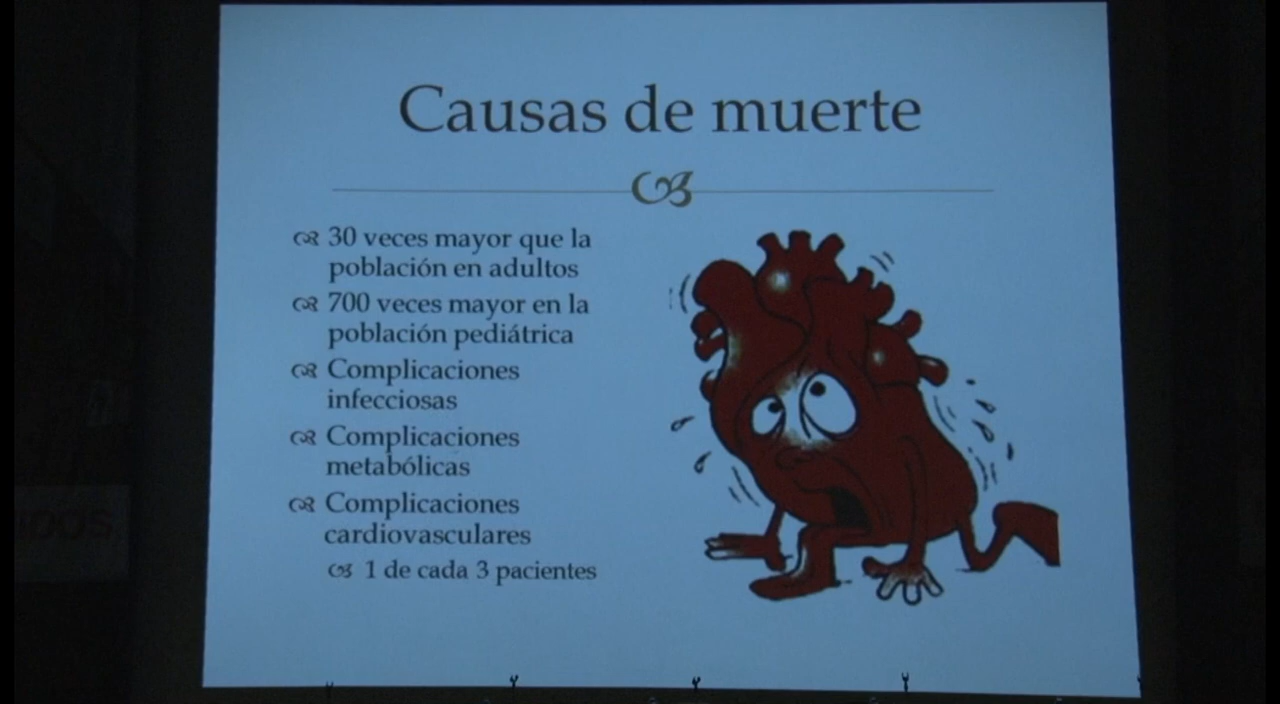 Causas de muerte
30 veces mayor que la
población en adultos
700 veces mayor en la
población pediátrica
Complicaciones
infecciosas
Complicaciones
metabólicas
Complicaciones
cardiovasculares
1 de cada 3 pacientes